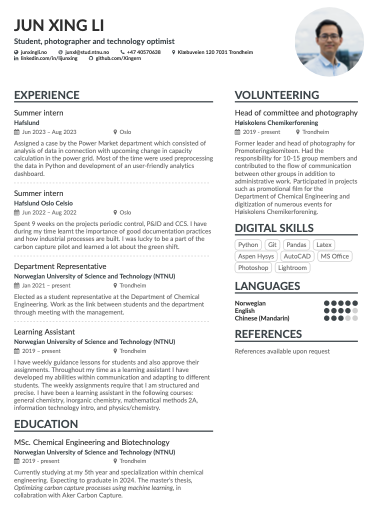 JUN XING LI
Student, photographer and technology optimist
junxingli.no junxl@stud.ntnu.no +47 40570638 Klæbuveien 120 7031 Trondheim
linkedin.com/in/lijunxing github.com/Xingern
EXPERIENCE
Summer intern
Hafslund
Jun 2023 – Aug 2023 Oslo
Assigned a case by the Power Market department which consisted of
analysis of data in connection with upcoming change in capacity
calculation in the power grid. Most of the time were used preprocessing
the data in Python and development of an user-friendly analytics
dashboard.
Summer intern
Hafslund Oslo Celsio
Jun 2022 – Aug 2022 Oslo
Spent 9 weeks on the projects periodic control, P&ID and CCS. I have
during my time learnt the importance of good documentation practices
and how industrial processes are built. I was lucky to be a part of the
carbon capture pilot and learned a lot about the green shift.
Department Representative
Norwegian University of Science and Technology (NTNU)
Jan 2021 – present Trondheim
Elected as a student representative at the Department of Chemical
Engineering. Work as the link between students and the department
through meeting with the management.
Learning Assistant
Norwegian University of Science and Technology (NTNU)
2019 – present Trondheim
I have weekly guidance lessons for students and also approve their
assignments. Throughout my time as a learning assistant I have
developed my abilities within communication and adapting to different
students. The weekly assignments require that I am structured and
precise. I have been a learning assistant in the following courses:
general chemistry, inorganic chemistry, mathematical methods 2A,
information technology intro, and physics/chemistry.
EDUCATION
MSc. Chemical Engineering and Biotechnology
Norwegian University of Science and Technology (NTNU)
2019 - present Trondheim
Currently studying at my 5th year and specialization within chemical
engineering. Expecting to graduate in 2024. The master's thesis,
Optimizing carbon capture processes using machine learning, in
collabration with Aker Carbon Capture.
VOLUNTEERING
Head of committee and photography
Høiskolens Chemikerforening
2019 - present Trondheim
Former leader and head of photography for
Promoteringskomiteen. Had the
responsibility for 10-15 group members and
contributed to the flow of communication
between other groups in addition to
administrative work. Participated in projects
such as promotional film for the
Department of Chemical Engineering and
digitization of numerous events for
Høiskolens Chemikerforening.
DIGITAL SKILLS
Python Git Pandas Latex
Aspen Hysys AutoCAD MS Office
Photoshop Lightroom
LANGUAGES
Norwegian
English
Chinese (Mandarin)
REFERENCES
References available upon request